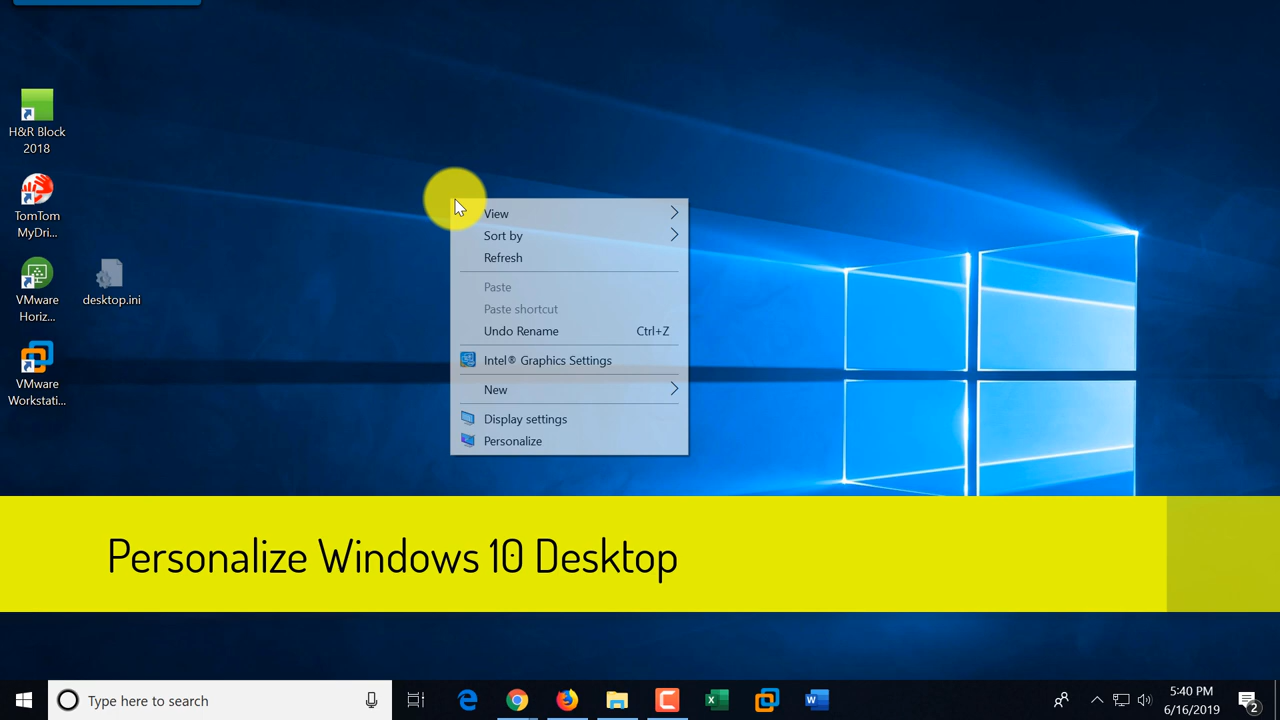 H&R Block
2018
TomTom
MyDri...
VMware
Horiz...
desktop.ini
VMware
Workstati...
View
Sort by
Refresh
Paste
Paste shortcut
Undo Rename Ctrl+Z
Intel® Graphics Settings
New
Display settings
Personalize
Personalize Windows 10 Desktop
Type here to search
5:40 PM
6/16/2019
2